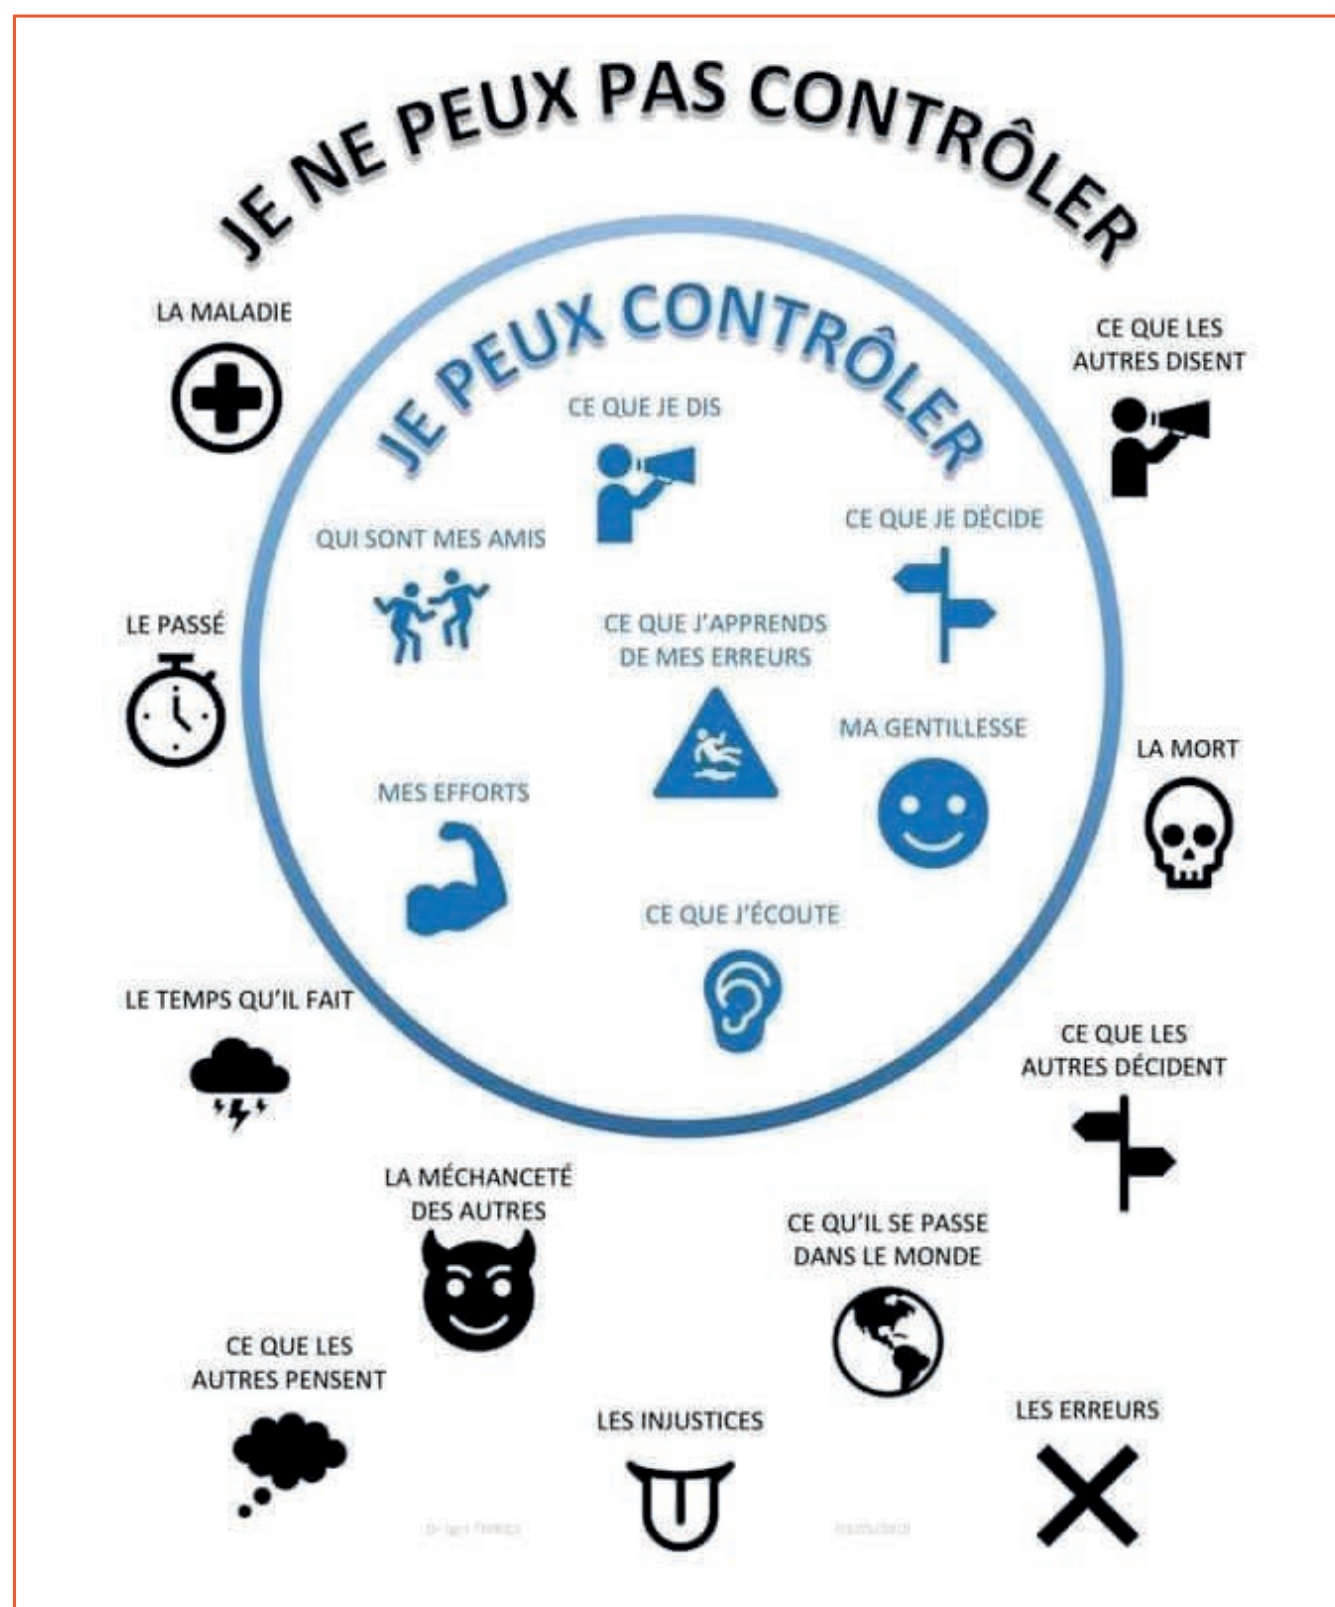 JE NE PEUX PAS CONTRÔLER
JE PEUX CONTRÔLER
LA MALADIE
CE QUE LES
AUTRES DISENT
CE QUE JE DIS
CE QUE JE DÉCIDE
QUI SONT MES AMIS
CE QUE J'APPRENDS
DE MES ERREURS
LE PASSÉ
MA GENTILLESSE
LA MORT
MES EFFORTS
CE QUE J'ÉCOUTE
LE TEMPS QU'IL FAIT
CE QUE LES
AUTRES DÉCIDENT
LA MÉCHANCETÉ
DES AUTRES
CE QU'IL SE PASSE
DANS LE MONDE
CE QUE LES
AUTRES PENSENT
LES INJUSTICES
LES ERREURS